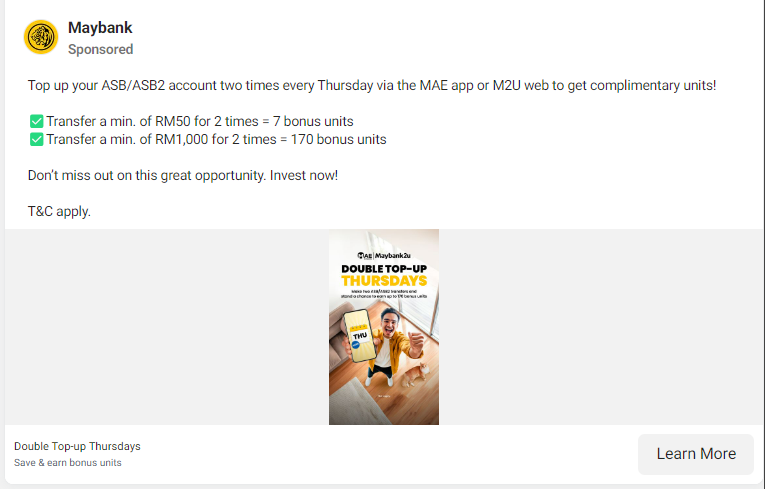 Maybank
Sponsored
Top up your ASB/ASB2 account two times every Thursday via the MAE app or M2U web to get complimentary units!
✅ Transfer a min. of RM50 for 2 times = 7 bonus units
✅ Transfer a min. of RM1,000 for 2 times = 170 bonus units
Don't miss out on this great opportunity. Invest now!
T&C apply.
MAE | Maybank2u
DOUBLE TOP-UP
THURSDAYS
Make two ASB/ASB2 transfers and
stand a chance to earn up to 170 bonus units
THU
Double Top-up Thursdays
Save & earn bonus units
Learn More